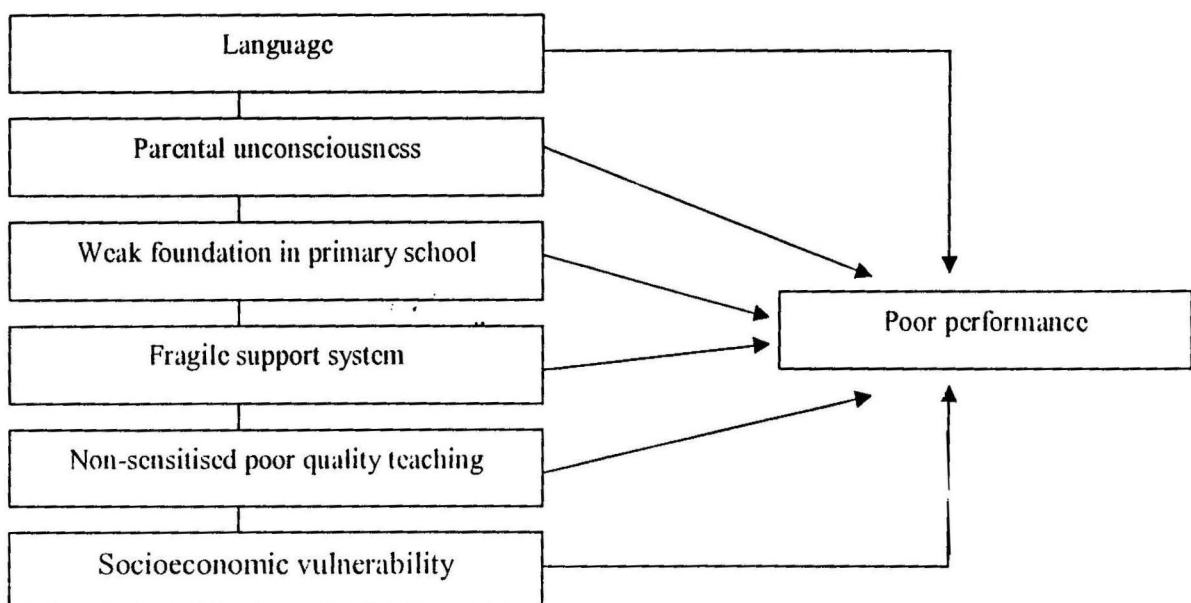 Language
Parental unconsciousness
Weak foundation in primary school
Fragile support system
Non-sensitised poor quality teaching
Socioeconomic vulnerability
Poor performance